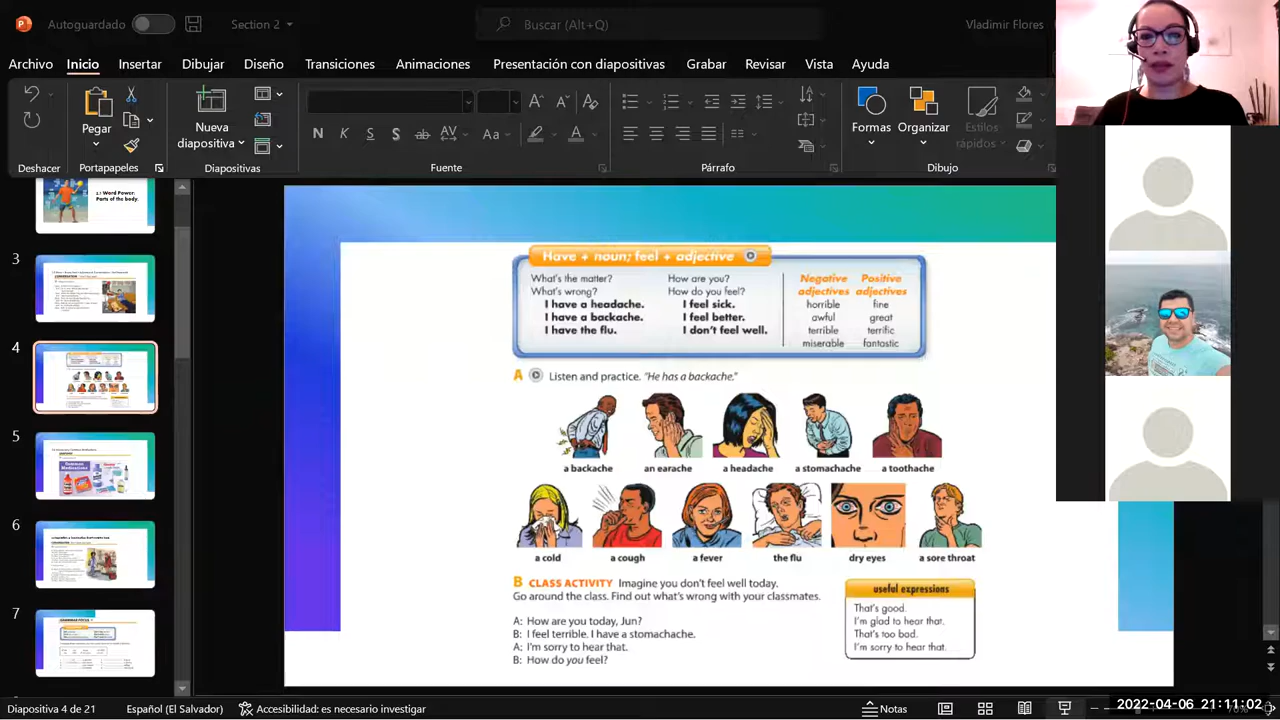 Autoguardado
Section 2
Buscar (Alt+Q)
Vladimir Flores
Archivo Inicio Insertar Dibujar Diseño Transiciones Animaciones Presentación con diapositivas Grabar Revisar Vista Ayuda
Pegar
Nueva diapositiva
Formas
Organizar
Estilos rápidos
Deshacer Portapapeles Diapositivas Fuente Párrafo Dibujo
2.1 Word Power:
Parts of the body.
3
4
5
6
7
GRAMMAR FOCUS
Have + noun; feel + adjective
What's the matter?
What's wrong?
I have a headache.
I have a backache.
I have the flu.
How are you?
How do you feel?
I feel sick.
I feel better.
I don't feel well.
Negative adjectives
horrible
awful
terrible
miserable
Positive adjectives
fine
great
terrific
fantastic
A Listen and practice. "He has a backache."
a backache an earache a headache a stomachache a toothache
a cold a cough a fever the flu dry eyes a sore throat
B CLASS ACTIVITY Imagine you don't feel well today.
Go around the class. Find out what's wrong with your classmates.
A: How are you today, Jun?
B: I feel terrible. I have a stomachache.
A: I'm sorry to hear that.
B: How do you feel?
useful expressions
That's good.
I'm glad to hear that.
That's too bad.
I'm sorry to hear that.
Diapositiva 4 de 21
Español (El Salvador)
Accesibilidad: es necesario investigar
Notas
2022-04-06 21:11:02